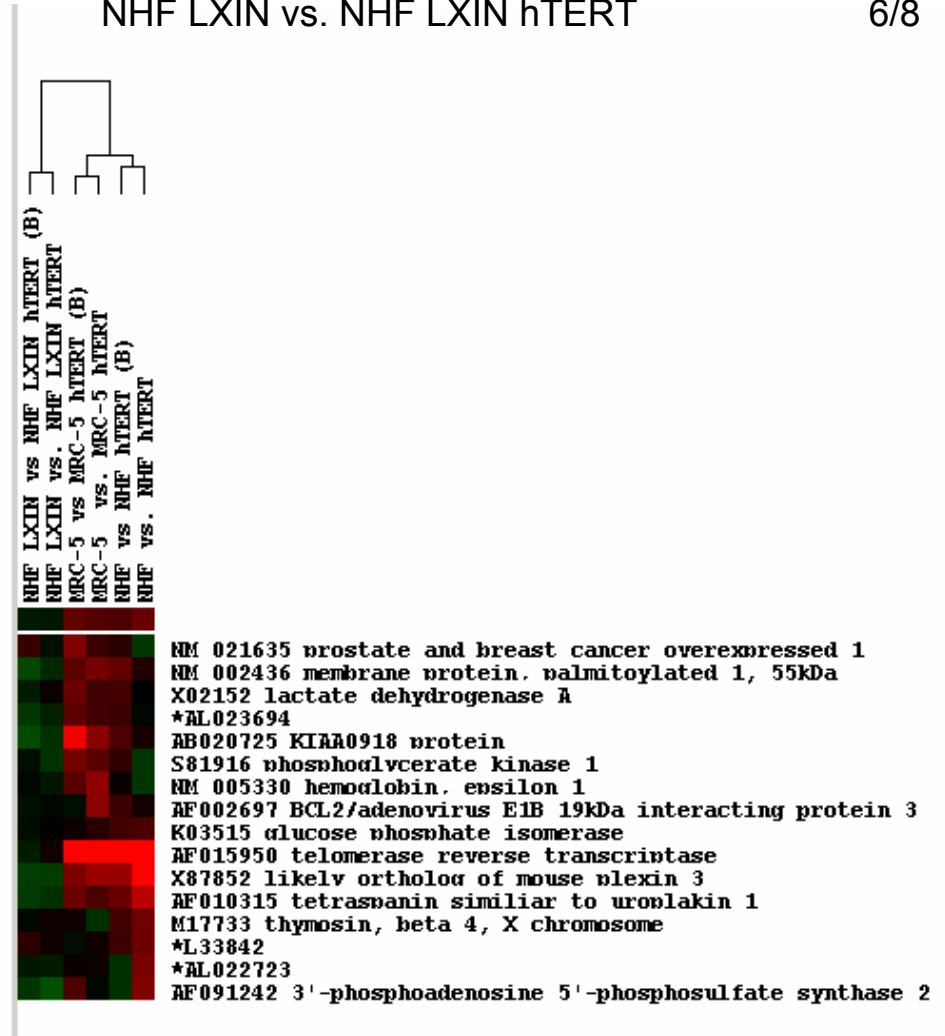 NHF LXIN vs. NHF LXIN hTERT 6/8
NHF LXIN vs NHF LXIN hTERT (B)
NHF LXIN vs. NHF LXIN hTERT
MRC-5 vs MRC-5 hTERT (B)
MRC-5 vs. MRC-5 hTERT
NHF vs NHF hTERT (B)
NHF vs. NHF hTERT
NM 021635 prostate and breast cancer overexpressed 1
NM 002436 membrane protein, palmitoylated 1, 55kDa
X02152 lactate dehydrogenase A
*AL023694
AB020725 KIAA0918 protein
S81916 phosphoglycerate kinase 1
NM 005330 hemoglobin, epsilon 1
AF002697 BCL2/adenovirus E1B 19kDa interacting protein 3
K03515 glucose phosphate isomerase
AF015950 telomerase reverse transcriptase
X87852 likely ortholog of mouse plexin 3
AF010315 tetraspanin similiar to uroplakin 1
M17733 thymosin, beta 4, X chromosome
*L33842
*AL022723
AF091242 3'-phosphoadenosine 5'-phosphosulfate synthase 2